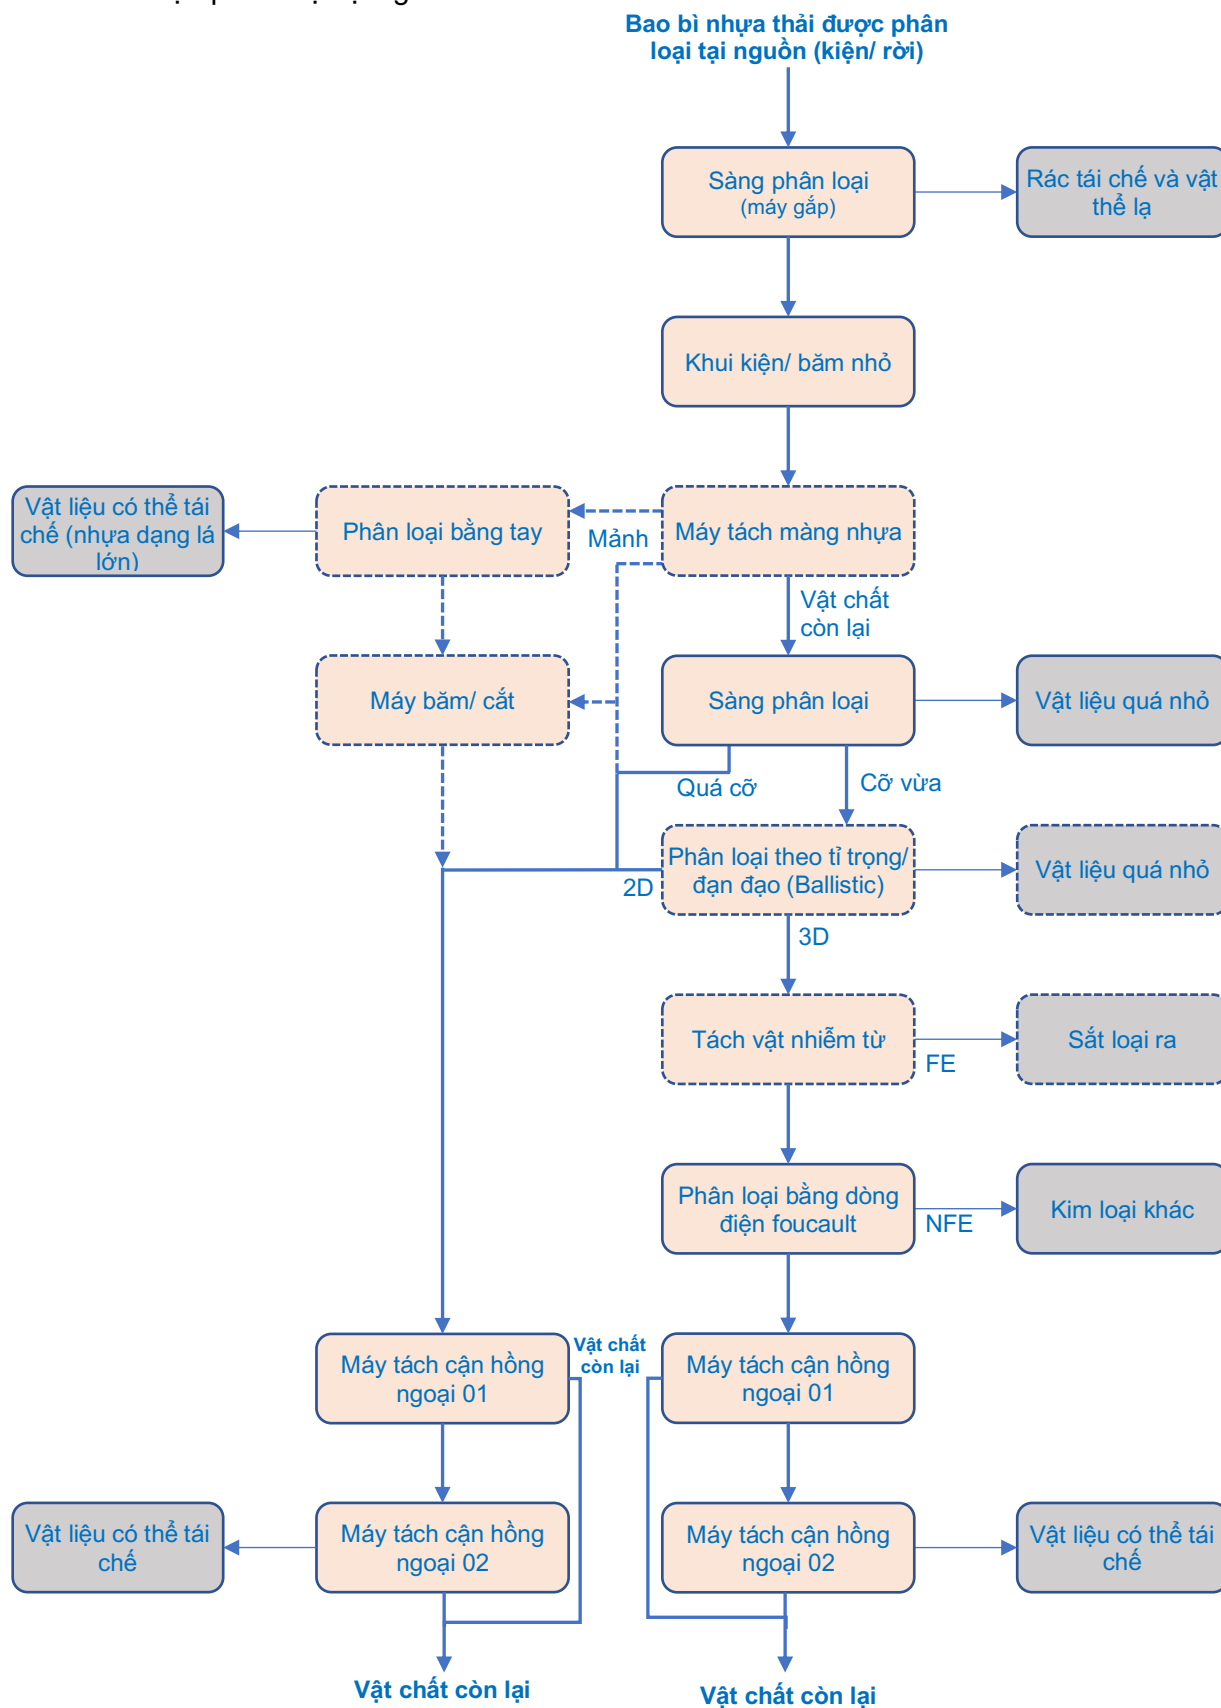 Bao bì nhựa thải được phân
loại tại nguồn (kiện/ rời)
Sàng phân loại
(máy gắp)
Rác tái chế và vật
thể lạ
Khui kiện/ băm nhỏ
Vật liệu có thể tái
chế (nhựa dạng lá
lớn)
Phân loại bằng tay
Mảnh
Máy tách màng nhựa
Vật chất
còn lại
Máy băm/ cắt
Sàng phân loại
Vật liệu quá nhỏ
Quá cỡ
Cỡ vừa
Phân loại theo tỉ trọng/
đạn đạo (Ballistic)
2D
Vật liệu quá nhỏ
3D
Tách vật nhiễm từ
FE
Sắt loại ra
Phân loại bằng dòng
điện foucault
NFE
Kim loại khác
Máy tách cận hồng
ngoại 01
Vật chất
còn lại
Máy tách cận hồng
ngoại 01
Vật liệu có thể tái
chế
Máy tách cận hồng
ngoại 02
Máy tách cận hồng
ngoại 02
Vật liệu có thể tái
chế
Vật chất còn lại
Vật chất còn lại